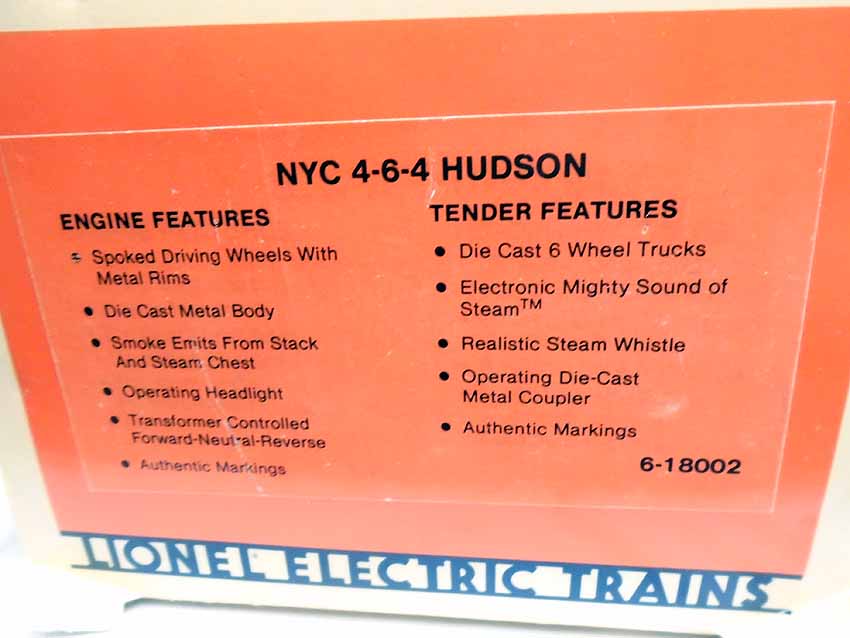 NYC 4-6-4 HUDSON
ENGINE FEATURES
• Spoked Driving Wheels With
Metal Rims
• Die Cast Metal Body
• Smoke Emits From Stack
And Steam Chest
• Operating Headlight
• Transformer Controlled
Forward-Neutral-Reverse
• Authentic Markings
TENDER FEATURES
• Die Cast 6 Wheel Trucks
• Electronic Mighty Sound of
Steam™
• Realistic Steam Whistle
• Operating Die-Cast
Metal Coupler
• Authentic Markings
6-18002
LIONEL ELECTRIC TRAINS